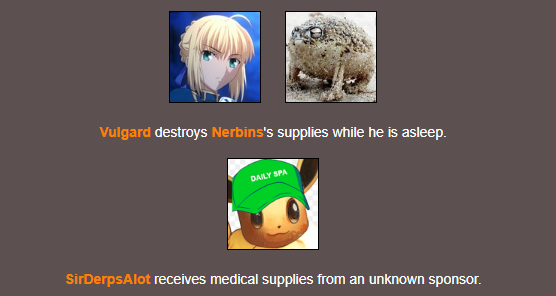 Vulgard destroys Nerbins's supplies while he is asleep.
DAILY SPA
SirDerpsAlot receives medical supplies from an unknown sponsor.